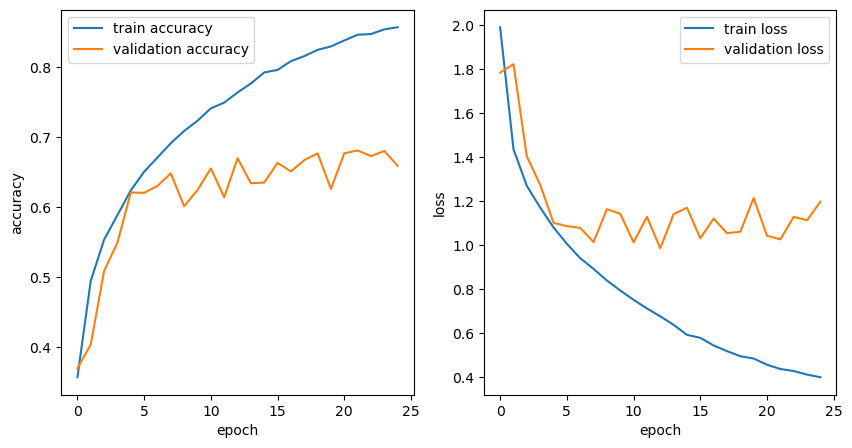 train accuracy
validation accuracy
0.8
0.7
0.6
0.5
0.4
accuracy
0 5 10 15 20 25
epoch
train loss
validation loss
2.0
1.8
1.6
1.4
1.2
1.0
0.8
0.6
0.4
loss
0 5 10 15 20 25
epoch